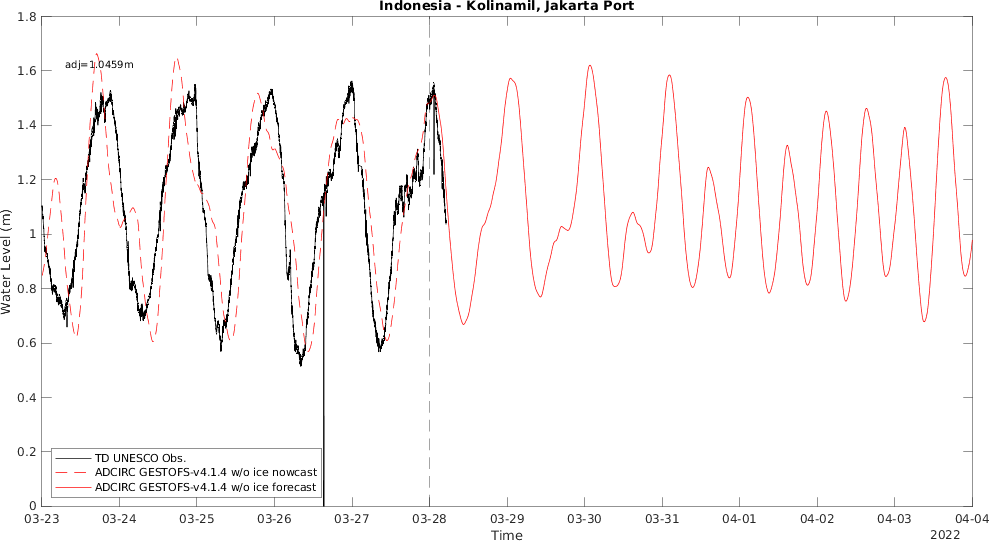 Indonesia - Kolinamil, Jakarta Port
1.8
1.6
1.4
1.2
1
0.8
0.6
0.4
0.2
0
Water Level (m)
adj=1.0459m
TD UNESCO Obs.
ADCIRC GESTOFS-v4.1.4 w/o ice nowcast
ADCIRC GESTOFS-v4.1.4 w/o ice forecast
03-23 03-24 03-25 03-26 03-27 03-28 03-29 03-30 03-31 04-01 04-02 04-03 04-04
Time
2022